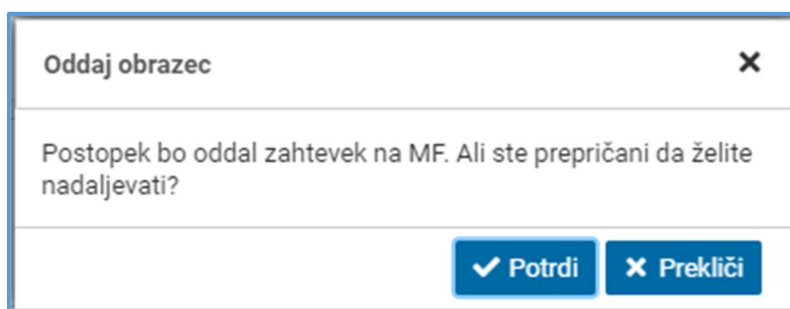 Oddaj obrazec
Postopek bo oddal zahtevek na MF. Ali ste prepričani da želite
nadaljevati?
Potrdi
Prekliči